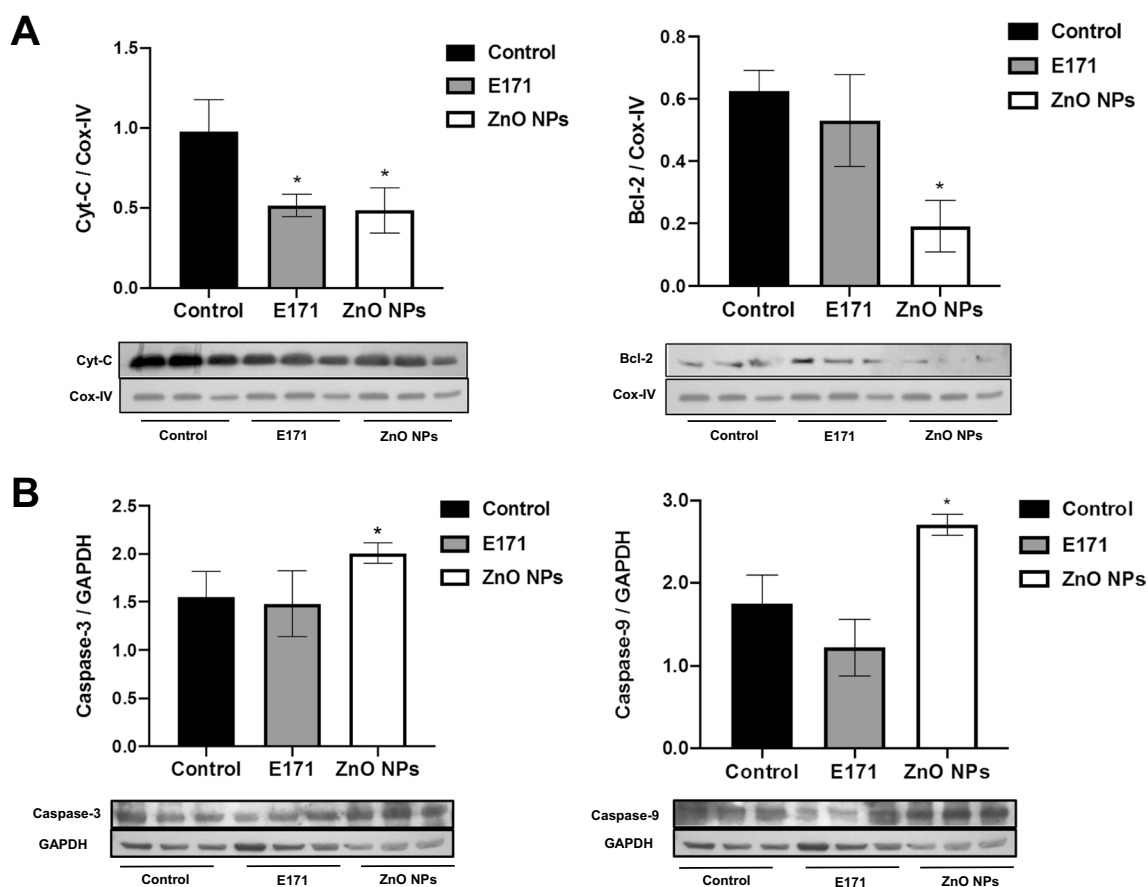 A
Cyt-C / Cox-IV
1.5
1.0
0.5
0.0
*
*
Control
E171
ZnO NPs
Control
E171
ZnO NPs
Cyt-C
Cox-IV
Control
E171
ZnO NPs
Bcl-2 / Cox-IV
0.8
0.6
0.4
0.2
0.0
*
Control
E171
ZnO NPs
Control
E171
ZnO NPs
Bcl-2
Cox-IV
Control
E171
ZnO NPs
B
Caspase-3 / GAPDH
2.5
2.0
1.5
1.0
0.5
0.0
*
Control
E171
ZnO NPs
Control
E171
ZnO NPs
Caspase-3
GAPDH
Control
E171
ZnO NPs
Caspase-9 / GAPDH
3.0
2.0
1.0
0.0
*
Control
E171
ZnO NPs
Control
E171
ZnO NPs
Caspase-9
GAPDH
Control
E171
ZnO NPs